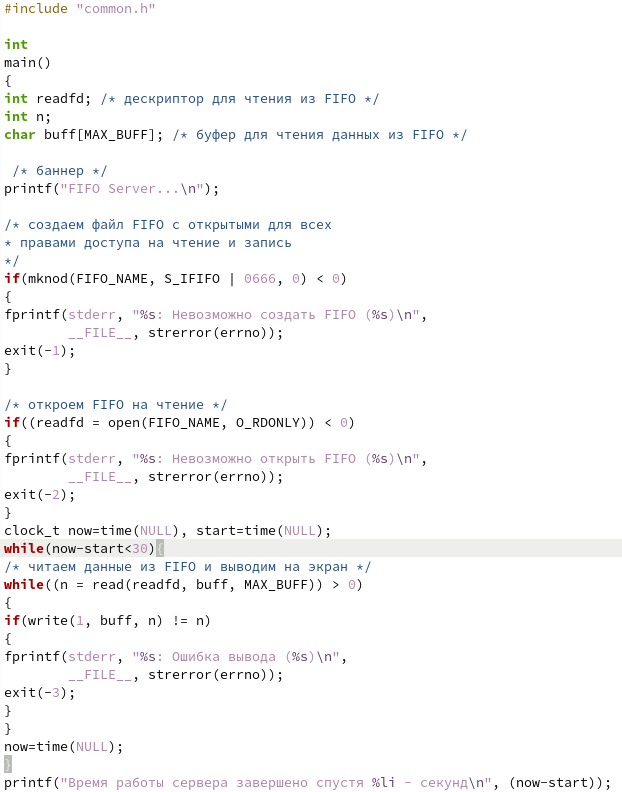 #include "common.h"
int
main()
{
int readfd; /* дескриптор для чтения из FIFO */
int n;
char buff[MAX_BUFF]; /* буфер для чтения данных из FIFO */
/* баннер */
printf("FIFO Server...\n");
/* создаем файл FIFO с открытыми для всех
* правами доступа на чтение и запись
*/
if(mknod(FIFO_NAME, S_IFIFO | 0666, 0) < 0)
{
fprintf(stderr, "%s: Невозможно создать FIFO (%s)\n",
__FILE__, strerror(errno));
exit(-1);
}
/* откроем FIFO на чтение */
if((readfd = open(FIFO_NAME, O_RDONLY)) < 0)
{
fprintf(stderr, "%s: Невозможно открыть FIFO (%s)\n",
__FILE__, strerror(errno));
exit(-2);
}
clock_t now=time(NULL), start=time(NULL);
while(now-start<30){
/* читаем данные из FIFO и выводим на экран */
while((n = read(readfd, buff, MAX_BUFF)) > 0)
{
if(write(1, buff, n) != n)
{
fprintf(stderr, "%s: Ошибка вывода (%s)\n",
__FILE__, strerror(errno));
exit(-3);
}
}
now=time(NULL);
}
printf("Время работы сервера завершено спустя %li - секунд\n", (now-start));